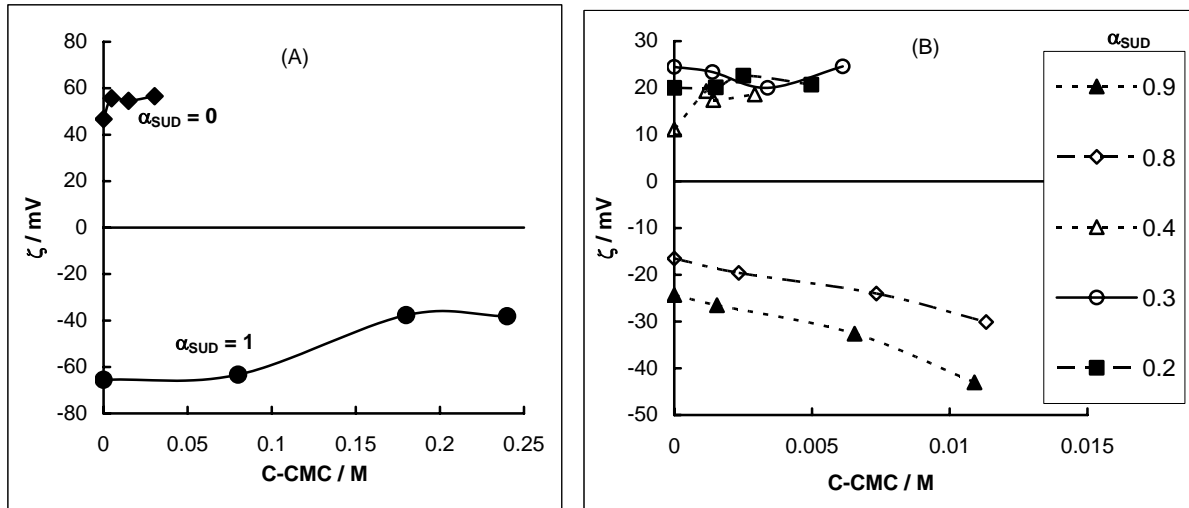 (A)
80
60
40
20
0
-20
-40
-60
-80
ζ / mV
αSUD = 0
αSUD = 1
0 0.05 0.1 0.15 0.2 0.25
C-CMC / M
(B)
30
20
10
0
-10
-20
-30
-40
-50
ζ / mV
0 0.005 0.01 0.015
C-CMC / M
αSUD
0.9
0.8
0.4
0.3
0.2